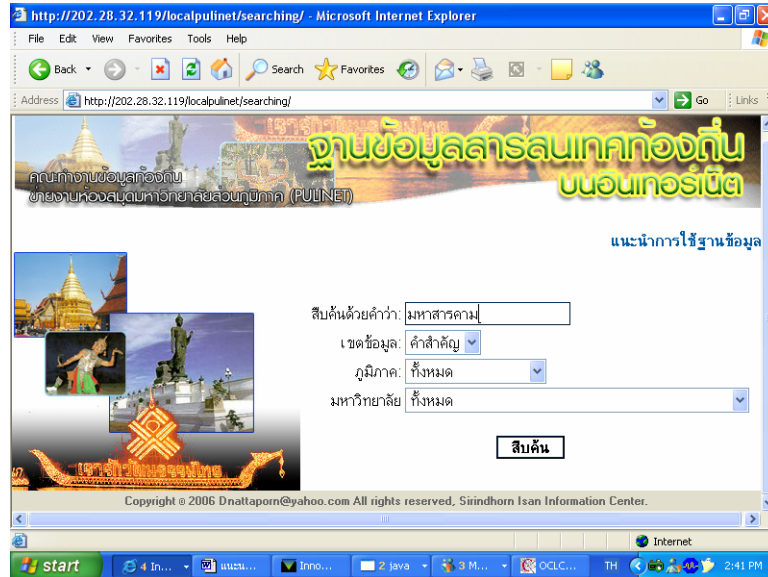 http://202.28.32.119/localpulinet/searching/ - Microsoft Internet Explorer
File Edit View Favorites Tools Help
Back Search Favorites
Address http://202.28.32.119/localpulinet/searching/ Go Links
ฐานข้อมูลสารสนเทศท้องถิ่น
บนอินเทอร์เน็ต
คณะทำงานข้อมูลท้องถิ่น
ข่ายงานห้องสมุดมหาวิทยาลัยส่วนภูมิภาค (PULINET)
แนะนำการใช้ฐานข้อมูล
สืบค้นด้วยคำว่า: มหาสารคาม
เขตข้อมูล: คำสำคัญ
ภูมิภาค: ทั้งหมด
มหาวิทยาลัย ทั้งหมด
สืบค้น
Copyright © 2006 Dnattaporn@yahoo.com All rights reserved, Sirindhorn Isan Information Center.
Internet
start 4 In... Inno... 2 java 3 M... OCLC... TH 2:41 PM